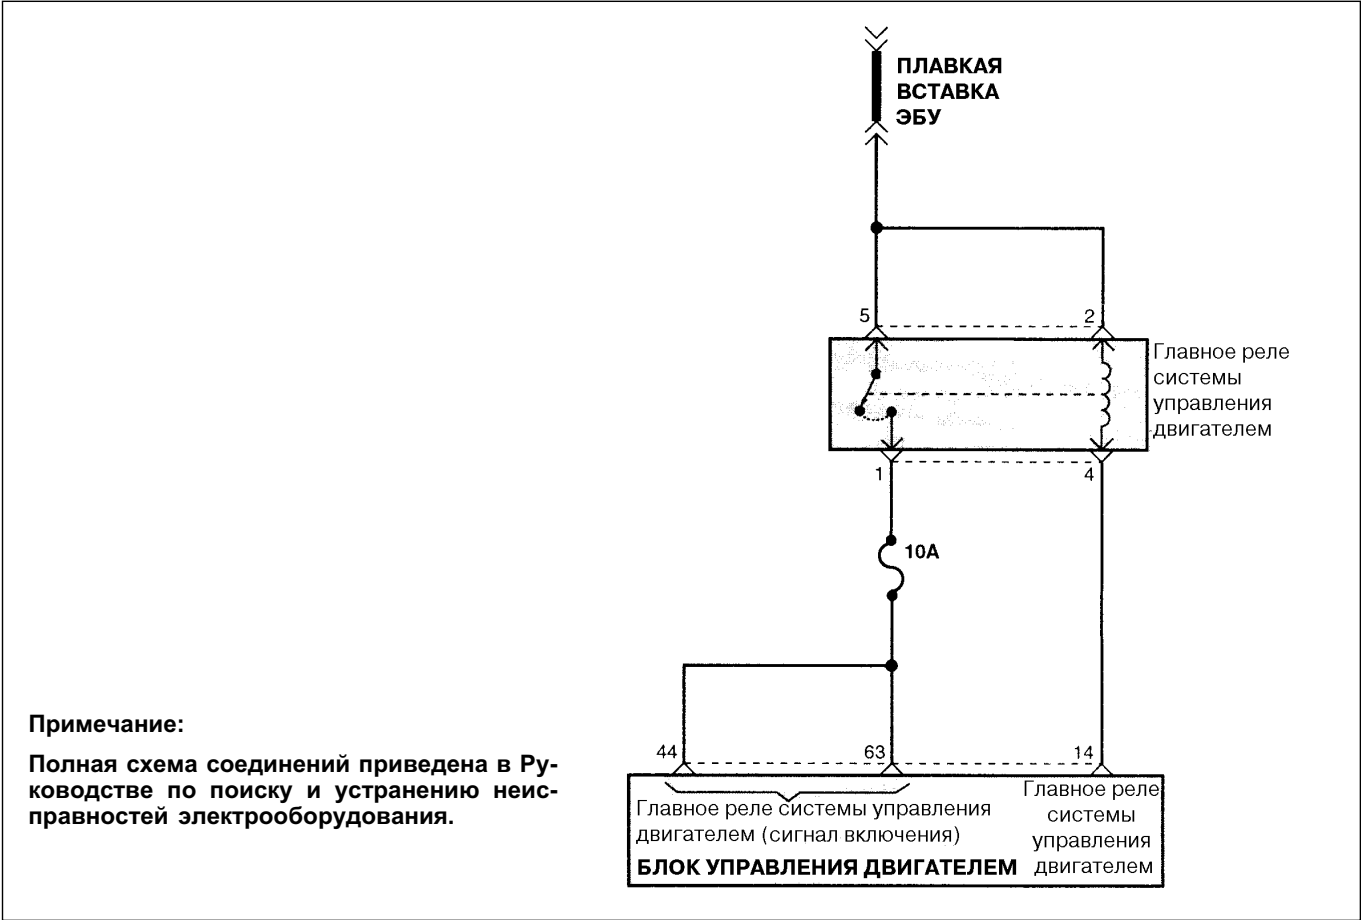 ПЛАВКАЯ
ВСТАВКА
ЭБУ
5
2
Главное реле
системы
управления
двигателем
1
4
10А
Примечание:
Полная схема соединений приведена в Ру-
ководстве по поиску и устранению неис-
правностей электрооборудования.
44
63
14
Главное реле системы управления
двигателем (сигнал включения)
Главное реле
системы
управления
двигателем
БЛОК УПРАВЛЕНИЯ ДВИГАТЕЛЕМ